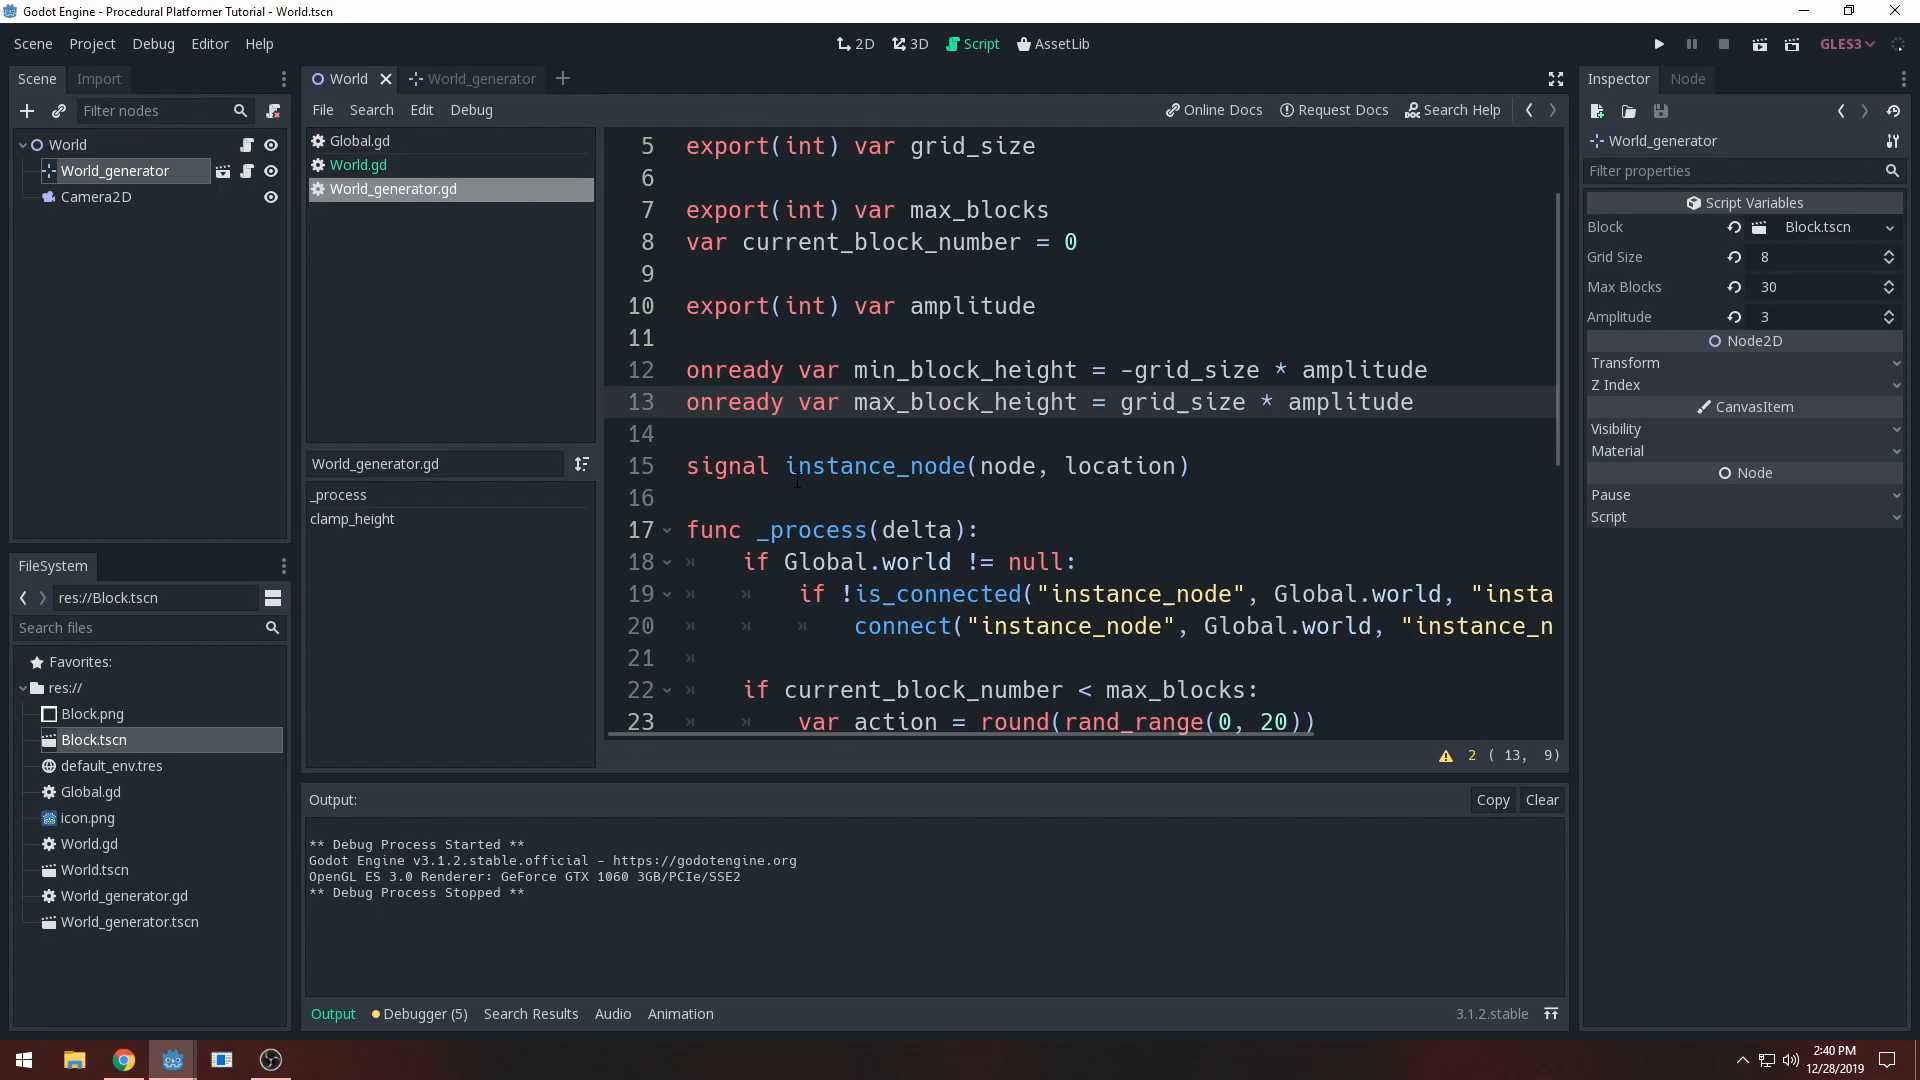 Godot Engine - Procedural Platformer Tutorial - World.tscn
Scene Project Debug Editor Help
2D 3D Script AssetLib
GLES3
Scene Import
Filter nodes
World
World_generator
Camera2D
FileSystem
res://Block.tscn
Search files
Favorites:
res://
Block.png
Block.tscn
default_env.tres
Global.gd
icon.png
World.gd
World.tscn
World_generator.gd
World_generator.tscn
World World_generator
File Search Edit Debug
Online Docs Request Docs Search Help
Global.gd
World.gd
World_generator.gd
World_generator.gd
_process
clamp_height
5 export(int) var grid_size
6
7 export(int) var max_blocks
8 var current_block_number = 0
9
10 export(int) var amplitude
11
12 onready var min_block_height = -grid_size * amplitude
13 onready var max_block_height = grid_size * amplitude
14
15 signal instance_node(node, location)
16
17 func _process(delta):
18 if Global.world != null:
19 if !is_connected("instance_node", Global.world, "insta
20 connect("instance_node", Global.world, "instance_n
21
22 if current_block_number < max_blocks:
23 var action = round(rand_range(0, 20))
2 ( 13, 9)
Output:
Copy Clear
** Debug Process Started **
Godot Engine v3.1.2.stable.official - https://godotengine.org
OpenGL ES 3.0 Renderer: GeForce GTX 1060 3GB/PCIe/SSE2
** Debug Process Stopped **
Output Debugger (5) Search Results Audio Animation
3.1.2.stable
Inspector Node
World_generator
Filter properties
Script Variables
Block Block.tscn
Grid Size 8
Max Blocks 30
Amplitude 3
Node2D
Transform
Z Index
CanvasItem
Visibility
Material
Node
Pause
Script
2:40 PM
12/28/2019